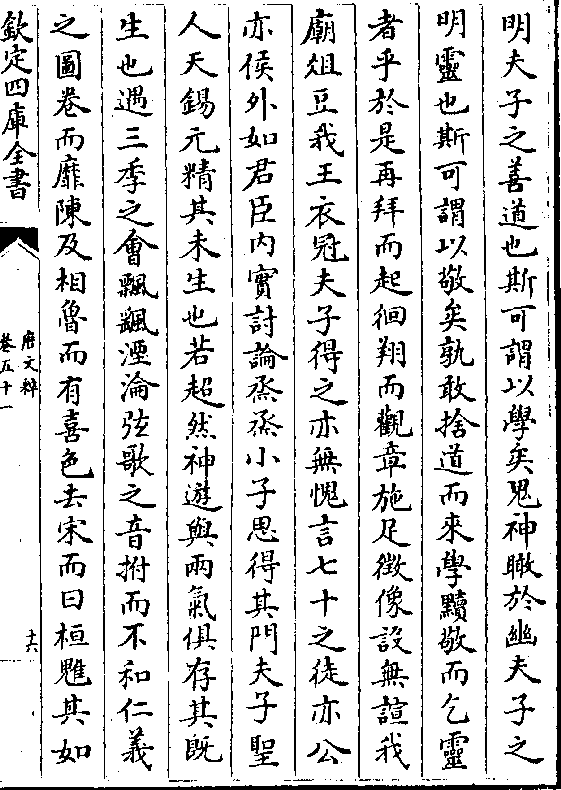 明夫子之善道也斯可謂以學矣鬼神瞰於幽夫子之
明靈也斯可謂以敬矣孰敢捨道而來學黷敬而乞靈
者乎於是再拜而起徊翔而觀章施足徵像設無諠我
廟俎豆我王衣冠夫子得之亦無愧言七十之徒亦公
亦侯外如君臣内實討論烝烝小子思得其門夫子聖
人天錫元精其未生也若超然神遊與兩氣俱存其既
生也遇三季之會飄飖湮淪弦歌之音拊而不和仁義
之圖卷而靡陳及相魯而有喜色去宋而曰桓魋其如
欽定四庫全書
唐文粹
卷五十一
十六